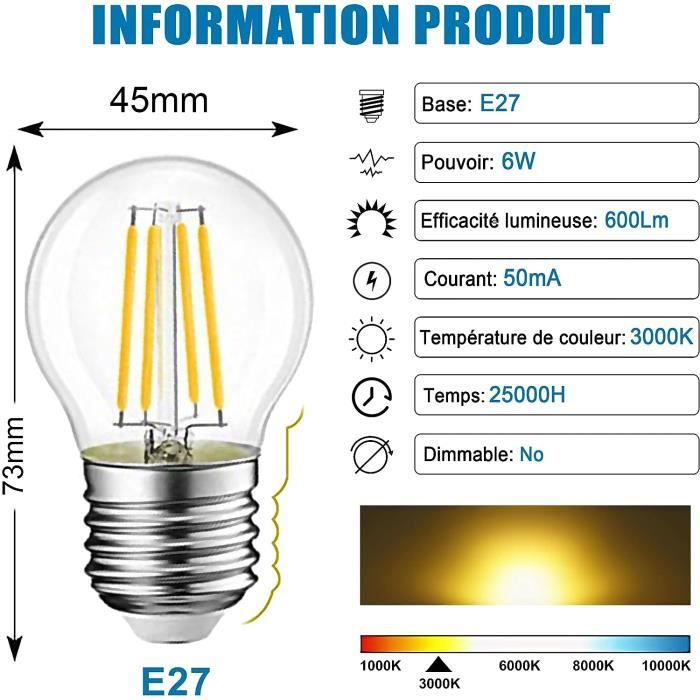 INFORMATION PRODUIT
45mm
73mm
E27
Base: E27
Pouvoir: 6W
Efficacité lumineuse: 600Lm
Courant: 50mA
Température de couleur: 3000K
Temps: 25000H
Dimmable: No
1000K 6000K 8000K 10000K
3000K